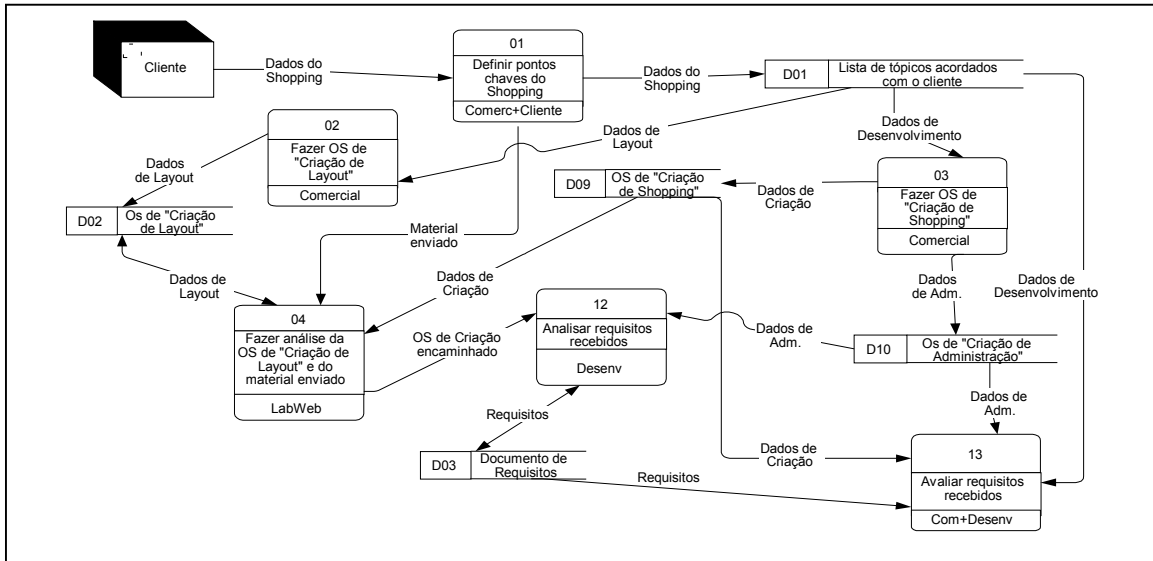 Cliente
Dados do
Shopping
01
Definir pontos
chaves do
Shopping
Comerc+Cliente
Dados do
Shopping
D01
Lista de tópicos acordados
com o cliente
02
Fazer OS de
"Criação de
Layout"
Comercial
Dados de
Layout
Dados de
Desenvolvimento
Dados
de Layout
D09
OS de "Criação
de Shopping"
Dados de
Criação
03
Fazer OS de
"Criação de
Shopping"
Comercial
D02
Os de "Criação
de Layout"
Material
enviado
Dados de
Layout
Dados de
Criação
Dados
de Adm.
Dados de
Desenvolvimento
04
Fazer análise da
OS de "Criação de
Layout" e do
material enviado
LabWeb
OS de Criação
encaminhado
12
Analisar requisitos
recebidos
Desenv
Dados de
Adm.
D10
Os de "Criação de
Administração"
Dados de
Adm.
Requisitos
D03
Documento de
Requisitos
Requisitos
Dados de
Criação
13
Avaliar requisitos
recebidos
Com+Desenv